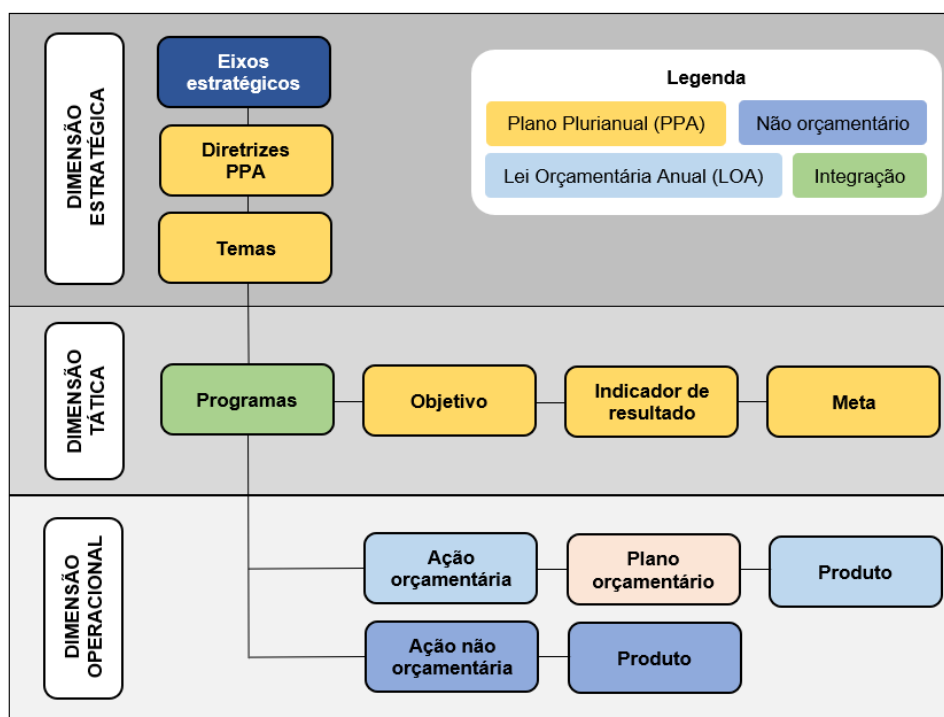 DIMENSÃO
ESTRATÉGICA
Eixos
estratégicos
Diretrizes
PPA
Temas
Legenda
Plano Plurianual (PPA)
Não orçamentário
Lei Orçamentária Anual (LOA)
Integração
DIMENSÃO
TÁTICA
Programas
Objetivo
Indicador de
resultado
Meta
DIMENSÃO
OPERACIONAL
Ação
orçamentária
Plano
orçamentário
Produto
Ação não
orçamentária
Produto